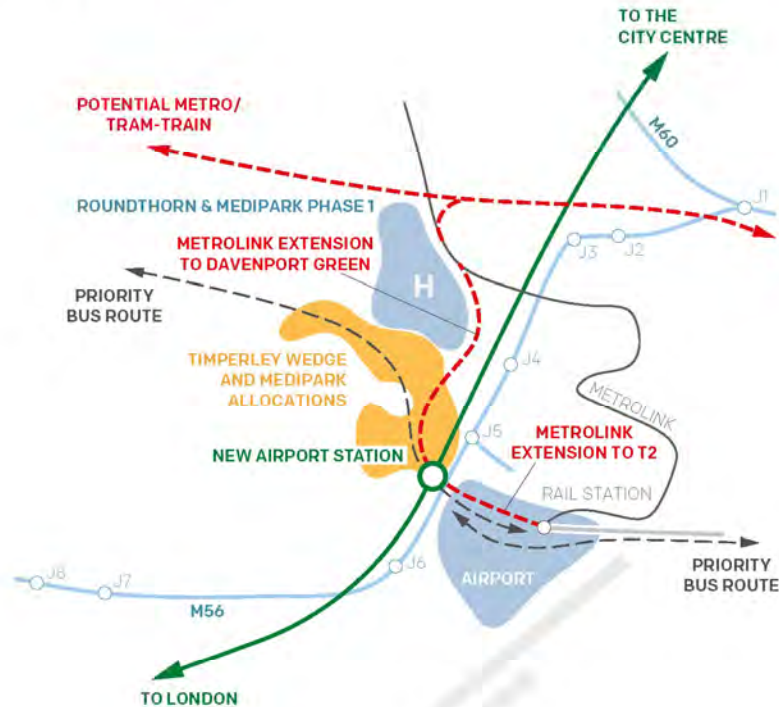 TO THE
CITY CENTRE
POTENTIAL METRO/
TRAM-TRAIN
M60
ROUNDTHORN & MEDIPARK PHASE 1
J1
J2
J3
METROLINK EXTENSION
TO DAVENPORT GREEN
H
PRIORITY
BUS ROUTE
TIMPERLEY WEDGE
AND MEDIPARK
ALLOCATIONS
J4
METROLINK
J5
NEW AIRPORT STATION
METROLINK
EXTENSION TO T2
RAIL STATION
J6
AIRPORT
PRIORITY
BUS ROUTE
J8
J7
M56
TO LONDON